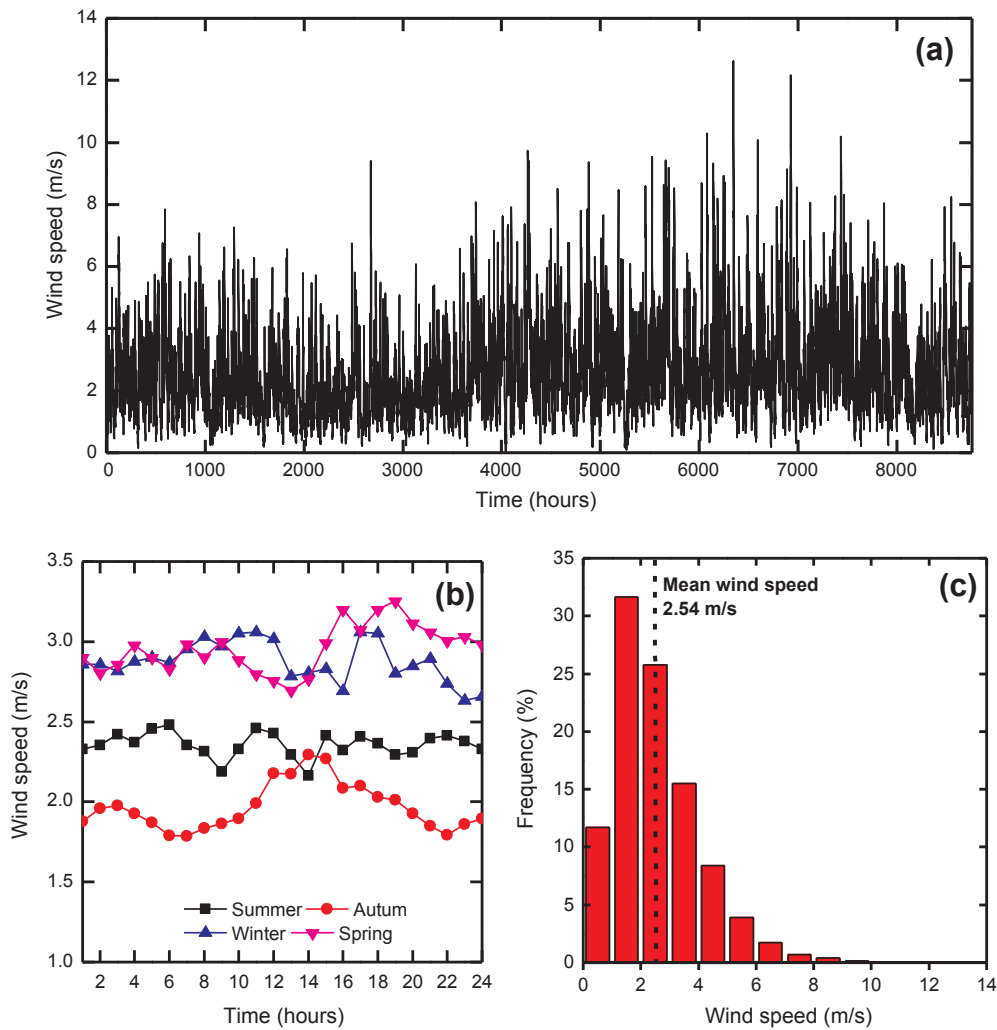 (a)
14
12
10
8
6
4
2
0
Wind speed (m/s)
0 1000 2000 3000 4000 5000 6000 7000 8000
Time (hours)
(b)
3.5
3.0
2.5
2.0
1.5
1.0
Wind speed (m/s)
Summer Autum
Winter Spring
2 4 6 8 10 12 14 16 18 20 22 24
Time (hours)
(c)
35
30
25
20
15
10
5
0
Frequency (%)
Mean wind speed
2.54 m/s
0 2 4 6 8 10 12 14
Wind speed (m/s)